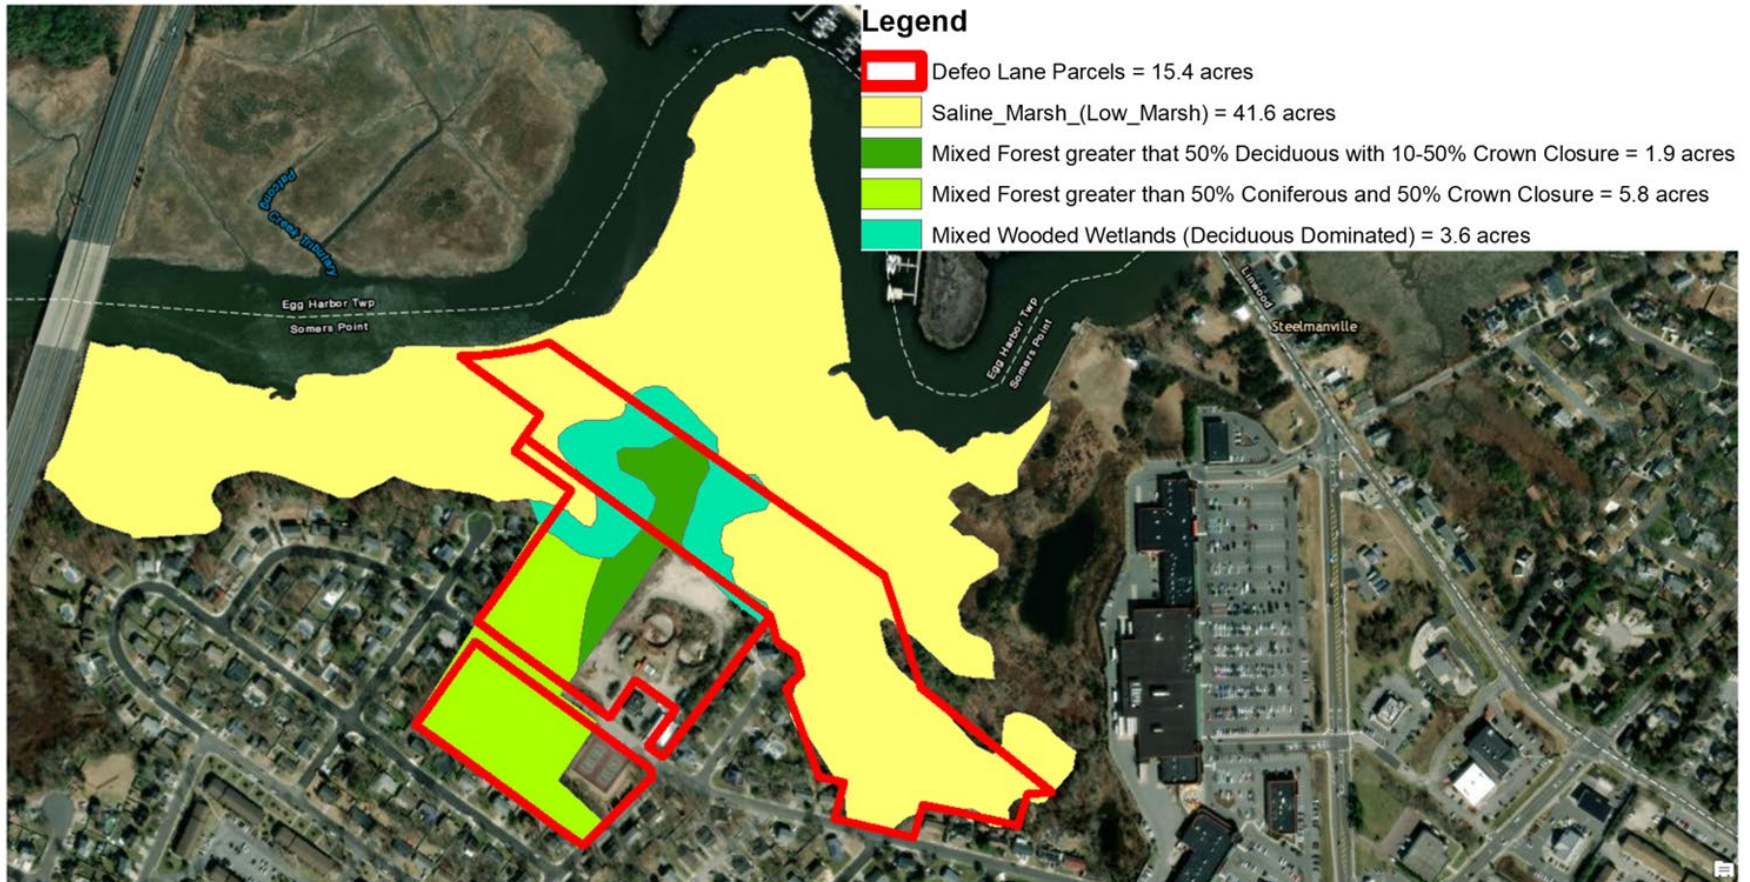 Legend
Defeo Lane Parcels = 15.4 acres
Saline_Marsh_(Low_Marsh) = 41.6 acres
Mixed Forest greater that 50% Deciduous with 10-50% Crown Closure = 1.9 acres
Mixed Forest greater than 50% Coniferous and 50% Crown Closure = 5.8 acres
Mixed Wooded Wetlands (Deciduous Dominated) = 3.6 acres
Patcong
Creek Tributary
Egg Harbor Twp
Somers Point
Egg Harbor Twp
Somers Point
Linwood
Steelmanville